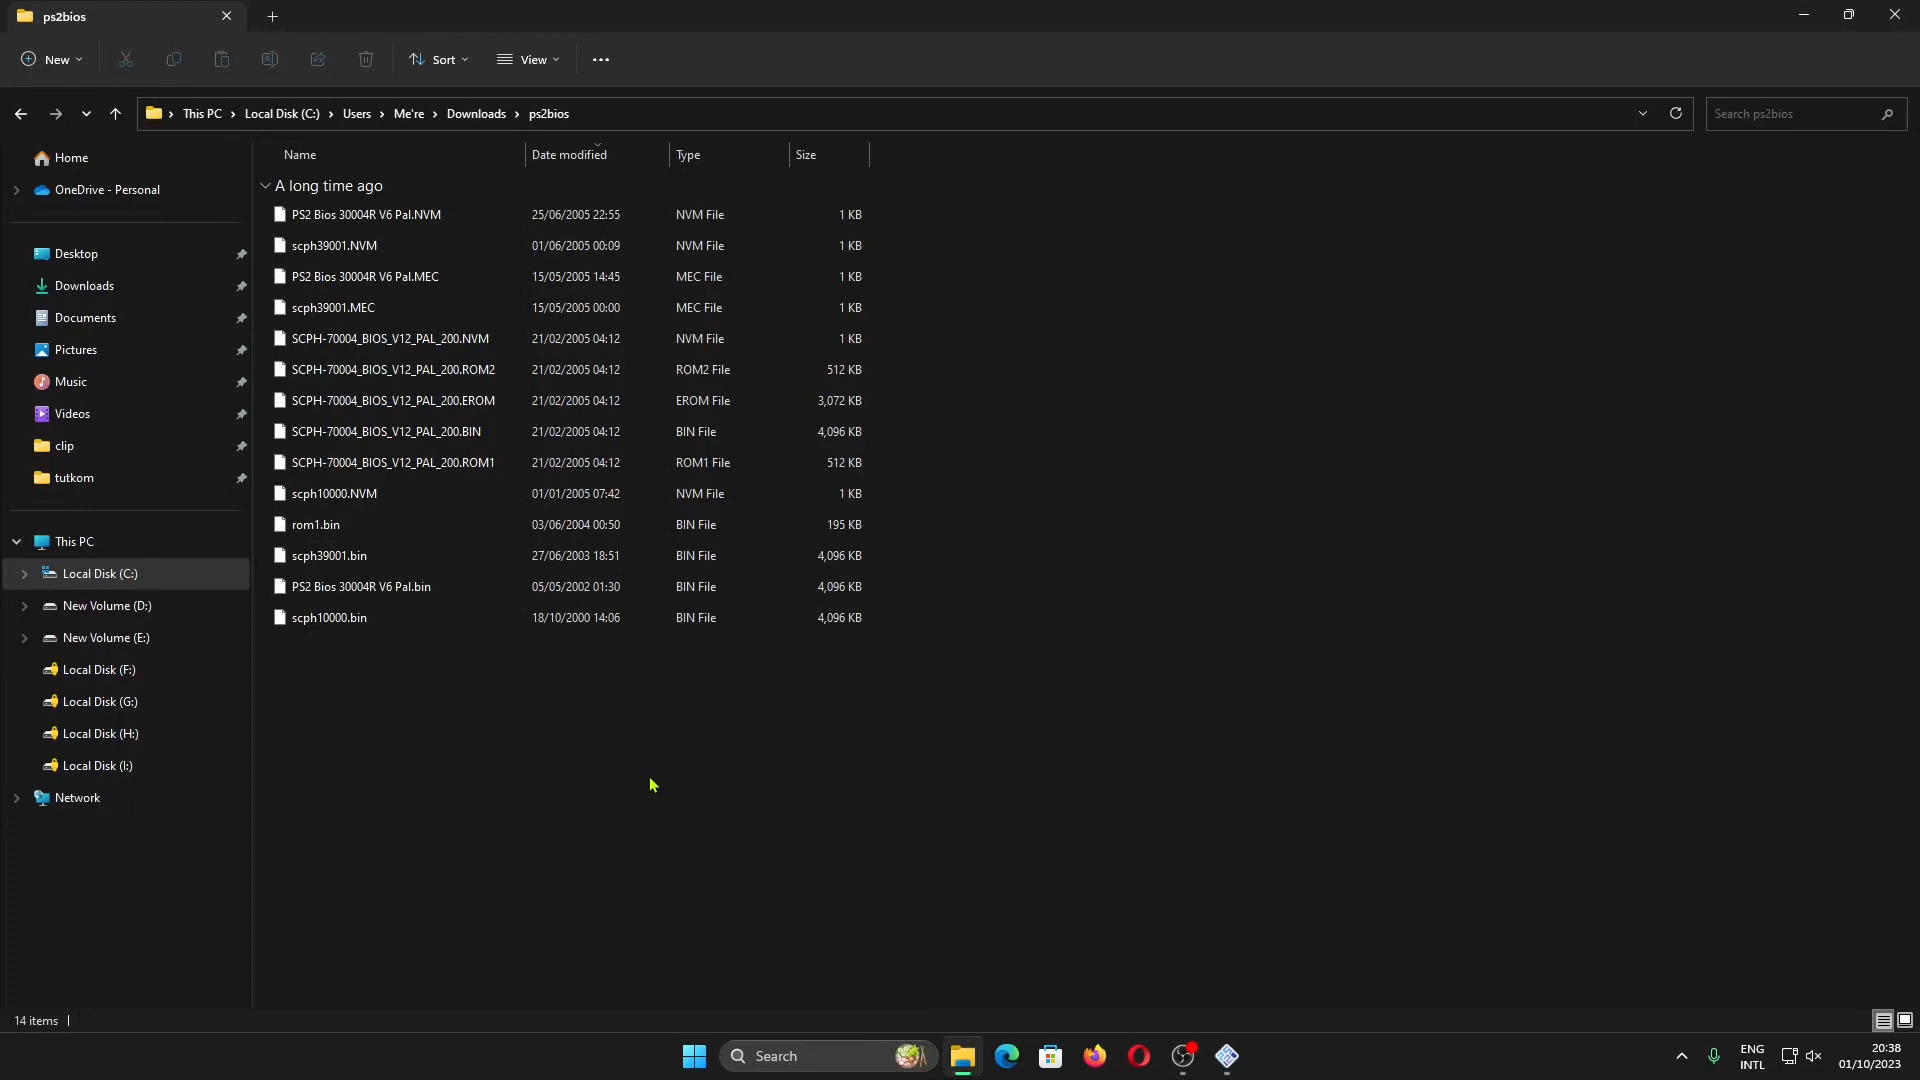 ps2bios
New
Sort
View
This PC
Local Disk (C:)
Users
Me're
Downloads
ps2bios
Search ps2bios
Home
OneDrive - Personal
Desktop
Downloads
Documents
Pictures
Music
Videos
clip
tutkom
This PC
Local Disk (C:)
New Volume (D:)
New Volume (E:)
Local Disk (F:)
Local Disk (G:)
Local Disk (H:)
Local Disk (I:)
Network
Name Date modified Type Size
A long time ago
PS2 Bios 30004R V6 Pal.NVM 25/06/2005 22:55 NVM File 1 KB
scph39001.NVM 01/06/2005 00:09 NVM File 1 KB
PS2 Bios 30004R V6 Pal.MEC 15/05/2005 14:45 MEC File 1 KB
scph39001.MEC 15/05/2005 00:00 MEC File 1 KB
SCPH-70004_BIOS_V12_PAL_200.NVM 21/02/2005 04:12 NVM File 1 KB
SCPH-70004_BIOS_V12_PAL_200.ROM2 21/02/2005 04:12 ROM2 File 512 KB
SCPH-70004_BIOS_V12_PAL_200.EROM 21/02/2005 04:12 EROM File 3,072 KB
SCPH-70004_BIOS_V12_PAL_200.BIN 21/02/2005 04:12 BIN File 4,096 KB
SCPH-70004_BIOS_V12_PAL_200.ROM1 21/02/2005 04:12 ROM1 File 512 KB
scph10000.NVM 01/01/2005 07:42 NVM File 1 KB
rom1.bin 03/06/2004 00:50 BIN File 195 KB
scph39001.bin 27/06/2003 18:51 BIN File 4,096 KB
PS2 Bios 30004R V6 Pal.bin 05/05/2002 01:30 BIN File 4,096 KB
scph10000.bin 18/10/2000 14:06 BIN File 4,096 KB
14 items
Search
ENG
INTL
20:38
01/10/2023